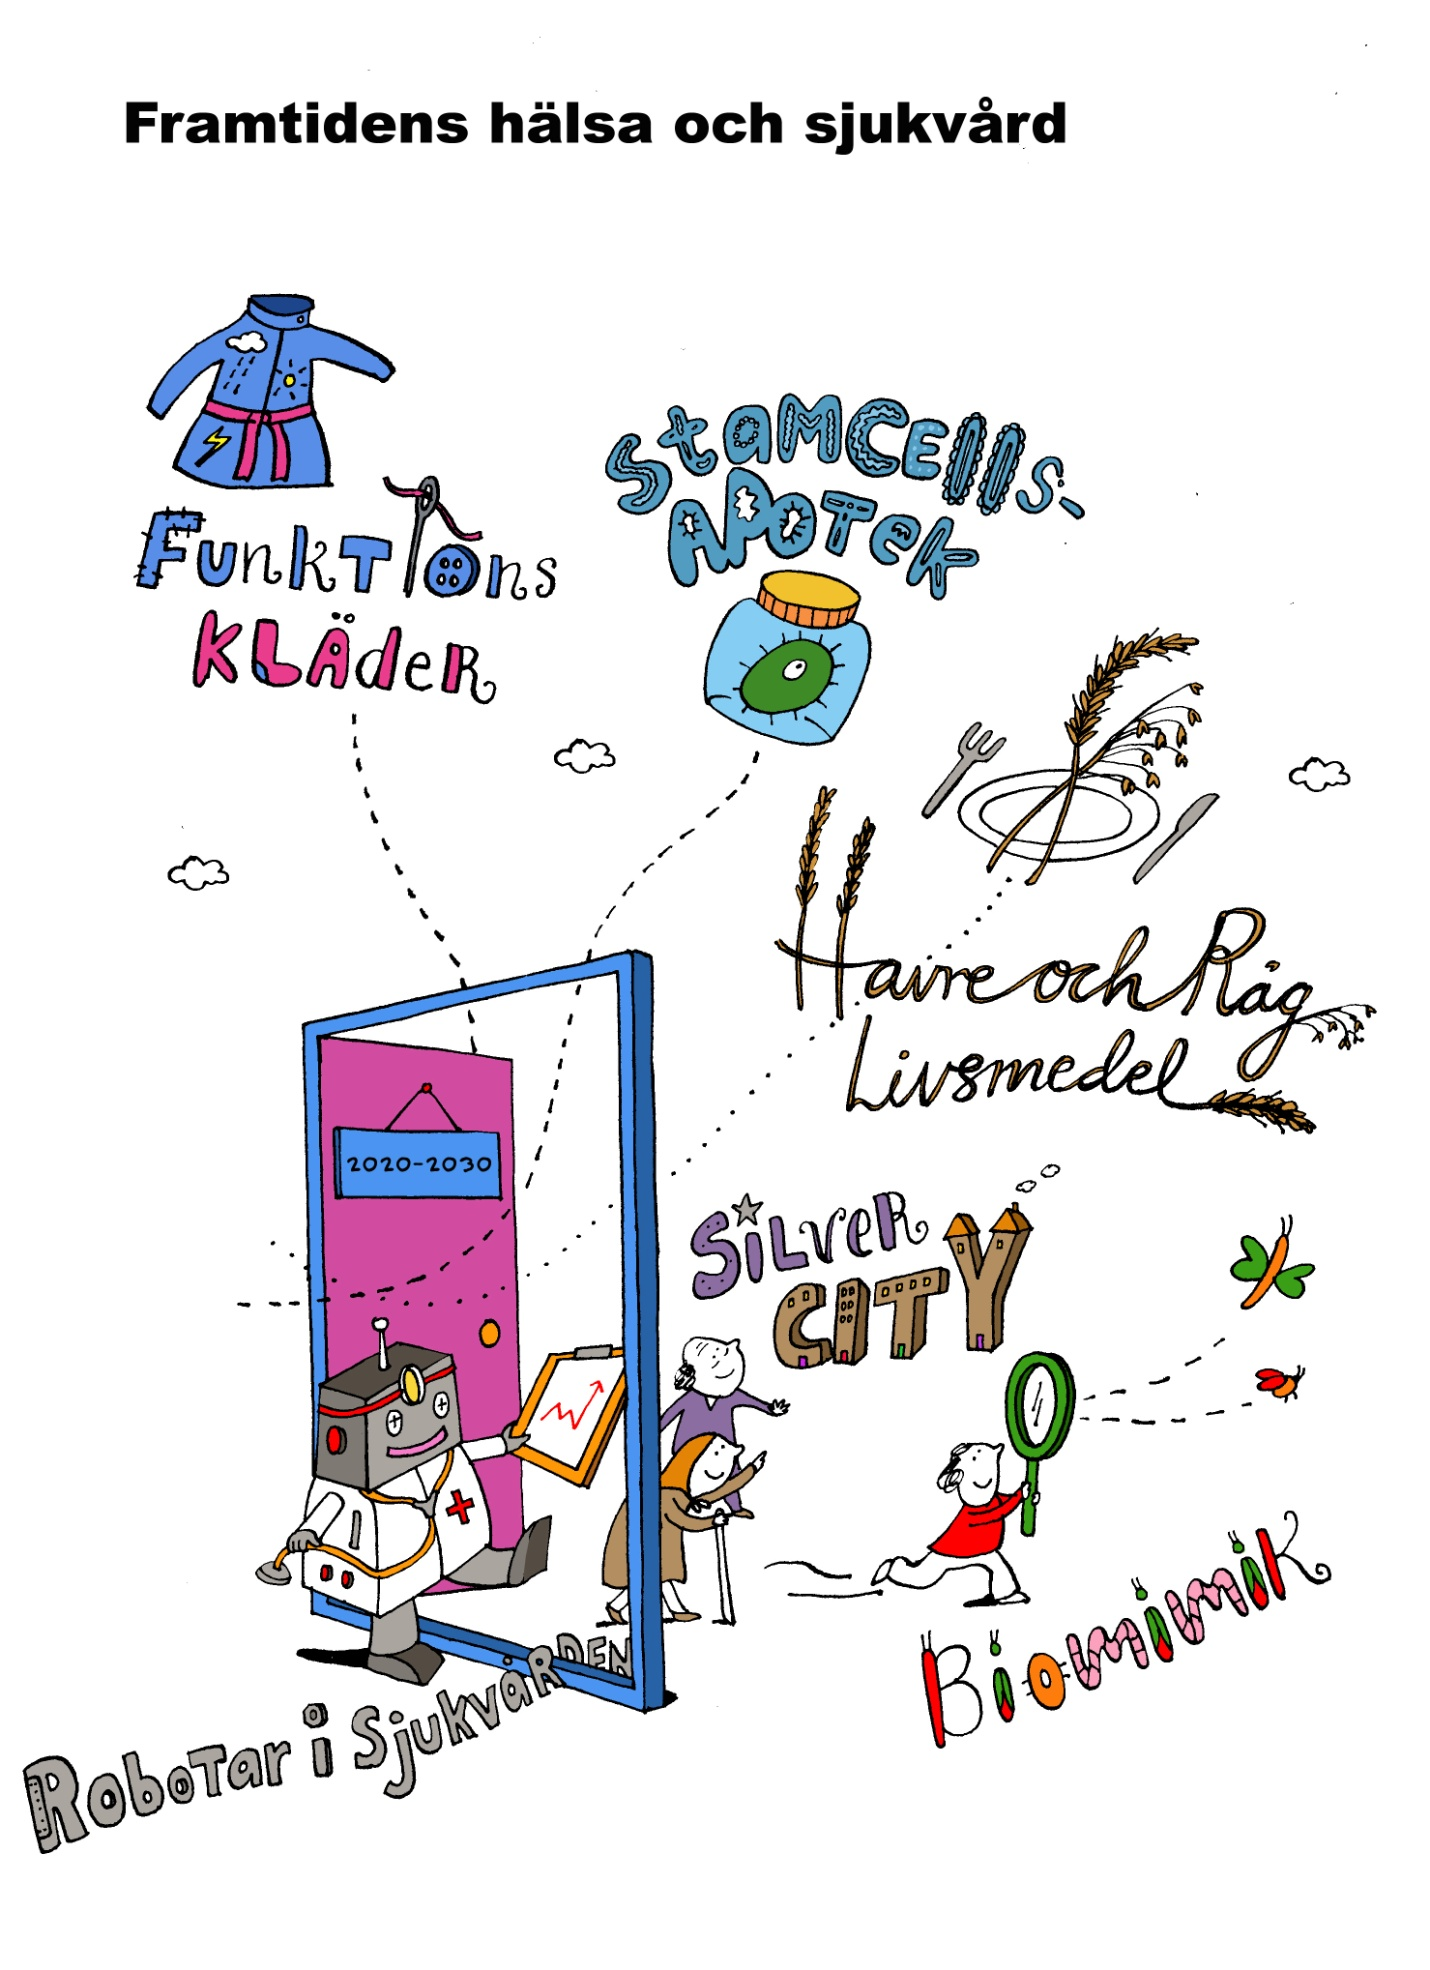 Framtidens hälsa och sjukvård
Funktions
Kläder
Stamcells-
Apotek
Havre och Råg
Livsmedel
2020-2030
Silver
City
Biomimik
Robotar i Sjukvården